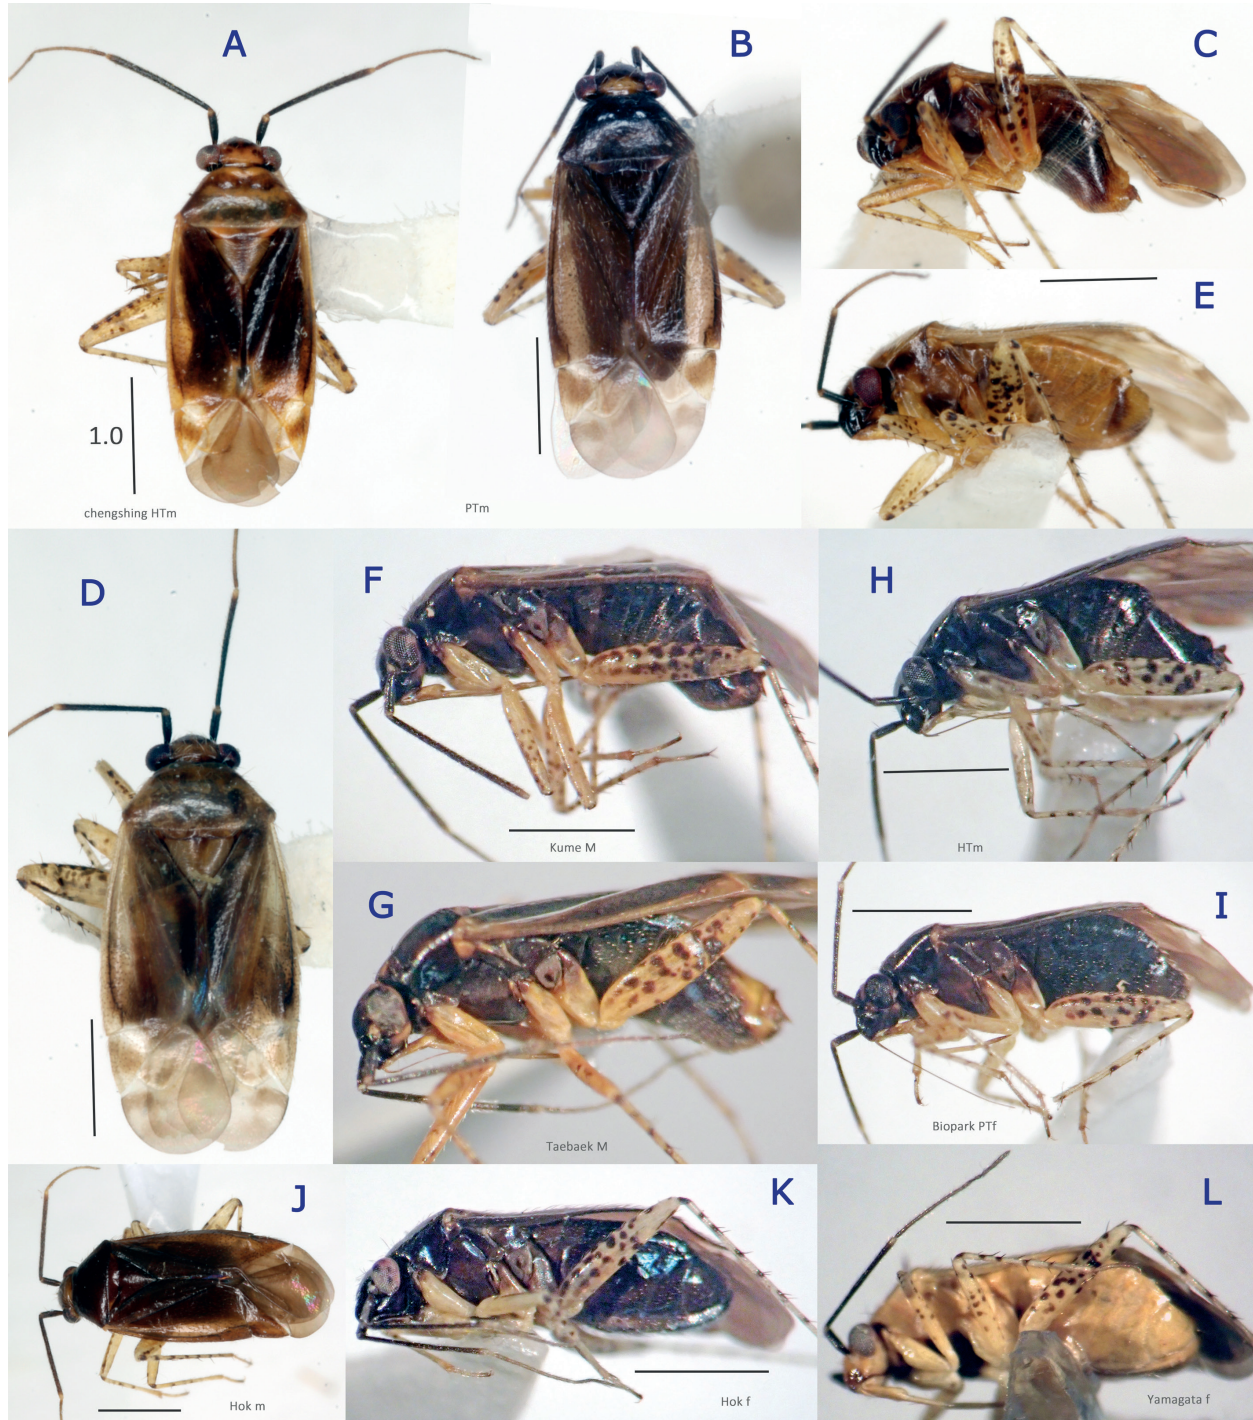 A
B
C
1.0
chengshing HTm
PTm
E
D
F
Kume M
H
HTm
G
Taebaek M
I
Biopark PTf
J
Hok m
K
Hok f
L
Yamagata f